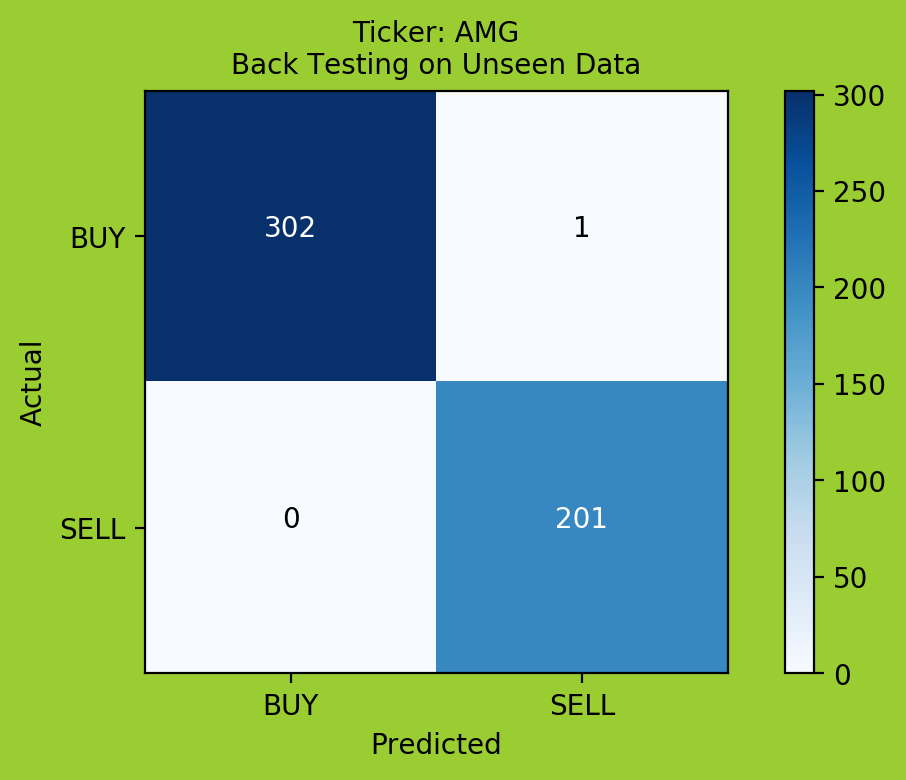 Ticker: AMG
Back Testing on Unseen Data
300
250
200
150
100
50
0
BUY
302
1
Actual
SELL
0
201
BUY
SELL
Predicted